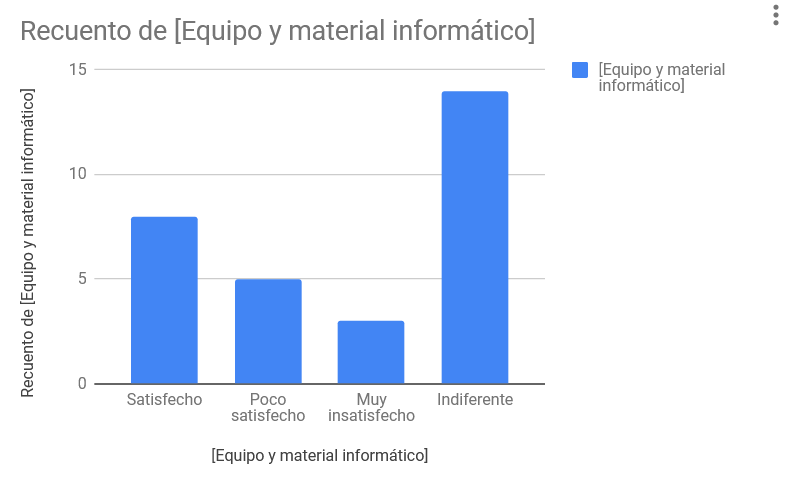 Recuento de [Equipo y material informático]
15
10
5
0
Recuento de [Equipo y material informático]
Satisfecho
Poco
satisfecho
Muy
insatisfecho
Indiferente
[Equipo y material informático]
[Equipo y material
informático]